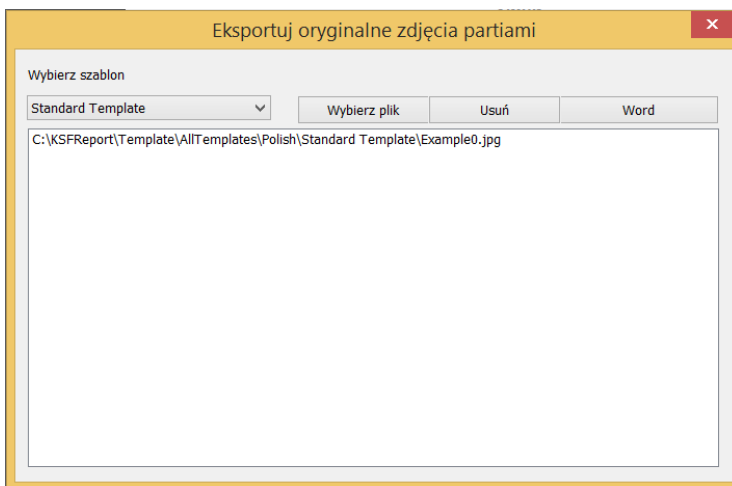 Eksportuj oryginalne zdjęcia partiami
Wybierz szablon
Standard Template
Wybierz plik
Usuń
Word
C:\KSFReport\Template\AllTemplates\Polish\Standard Template\Example0.jpg